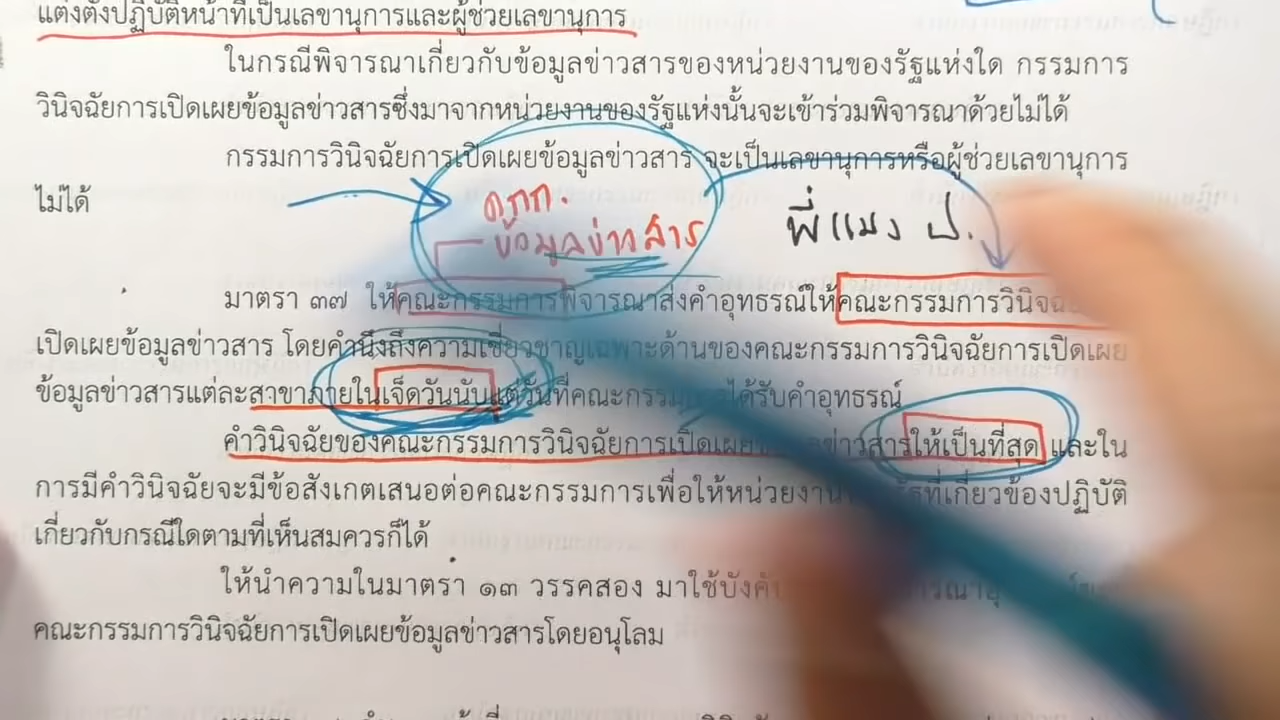 แต่งตั้งปฏิบัติหน้าที่เป็นเลขานุการและผู้ช่วยเลขานุการ
ในกรณีพิจารณาเกี่ยวกับข้อมูลข่าวสารของหน่วยงานของรัฐแห่งใด กรรมการ
วินิจฉัยการเปิดเผยข้อมูลข่าวสารซึ่งมาจากหน่วยงานของรัฐแห่งนั้นจะเข้าร่วมพิจารณาด้วยไม่ได้
กรรมการวินิจฉัยการเปิดเผยข้อมูลข่าวสาร จะเป็นเลขานุการหรือผู้ช่วยเลขานุการ
ไม่ได้
ข้อมูลข่าวสาร
มาตรา ๓๗ ให้คณะกรรมการพิจารณาส่งคำอุทธรณ์ให้คณะกรรมการวินิจฉัย
เปิดเผยข้อมูลข่าวสาร โดยคำนึงถึงความเชี่ยวชาญเฉพาะด้านของคณะกรรมการวินิจฉัยการเปิดเผย
ข้อมูลข่าวสารแต่ละสาขาภายในเจ็ดวันนับแต่วันที่คณะกรรมการได้รับคำอุทธรณ์
คำวินิจฉัยของคณะกรรมการวินิจฉัยการเปิดเผยข้อมูลข่าวสารให้เป็นที่สุด และใน
การมีคำวินิจฉัยจะมีข้อสังเกตเสนอต่อคณะกรรมการเพื่อให้หน่วยงานของรัฐที่เกี่ยวข้องปฏิบัติ
เกี่ยวกับกรณีใดตามที่เห็นสมควรก็ได้
ให้นำความในมาตรา ๑๓ วรรคสอง มาใช้บังคับ
คณะกรรมการวินิจฉัยการเปิดเผยข้อมูลข่าวสารโดยอนุโลม